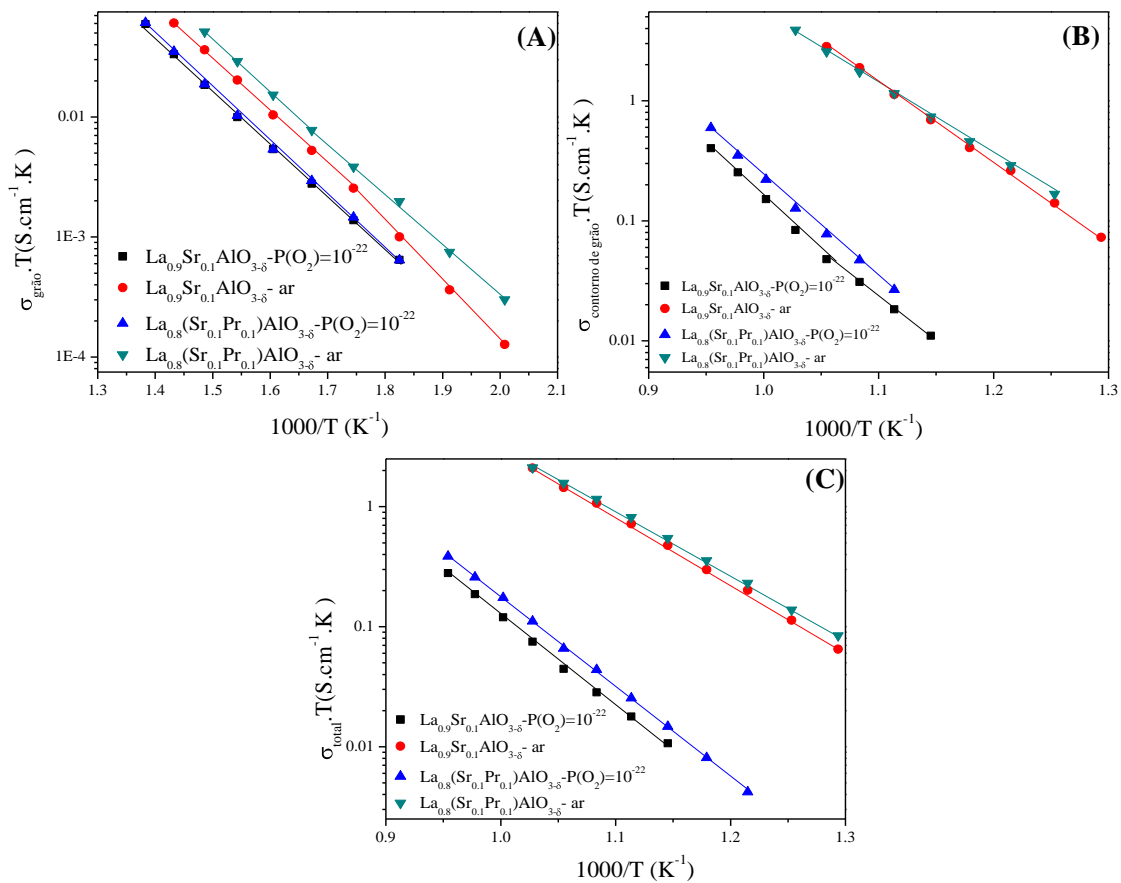 (A)
0.01
1E-3
1E-4
σgrão.T(S.cm⁻¹.K)
La₀.₉Sr₀.₁AlO₃₋δ-P(O₂)=10⁻²²
La₀.₉Sr₀.₁AlO₃₋δ- ar
La₀.₈(Sr₀.₁Pr₀.₁)AlO₃₋δ-P(O₂)=10⁻²²
La₀.₈(Sr₀.₁Pr₀.₁)AlO₃₋δ- ar
1.3 1.4 1.5 1.6 1.7 1.8 1.9 2.0 2.1
1000/T (K⁻¹)
(B)
1
0.1
0.01
σcontorno de grão.T(S.cm⁻¹.K)
La₀.₉Sr₀.₁AlO₃₋δ-P(O₂)=10⁻²²
La₀.₉Sr₀.₁AlO₃₋δ- ar
La₀.₈(Sr₀.₁Pr₀.₁)AlO₃₋δ-P(O₂)=10⁻²²
La₀.₈(Sr₀.₁Pr₀.₁)AlO₃₋δ- ar
0.9 1.0 1.1 1.2 1.3
1000/T (K⁻¹)
(C)
1
0.1
0.01
σtotal.T(S.cm⁻¹.K)
La₀.₉Sr₀.₁AlO₃₋δ-P(O₂)=10⁻²²
La₀.₉Sr₀.₁AlO₃₋δ- ar
La₀.₈(Sr₀.₁Pr₀.₁)AlO₃₋δ-P(O₂)=10⁻²²
La₀.₈(Sr₀.₁Pr₀.₁)AlO₃₋δ- ar
0.9 1.0 1.1 1.2 1.3
1000/T (K⁻¹)